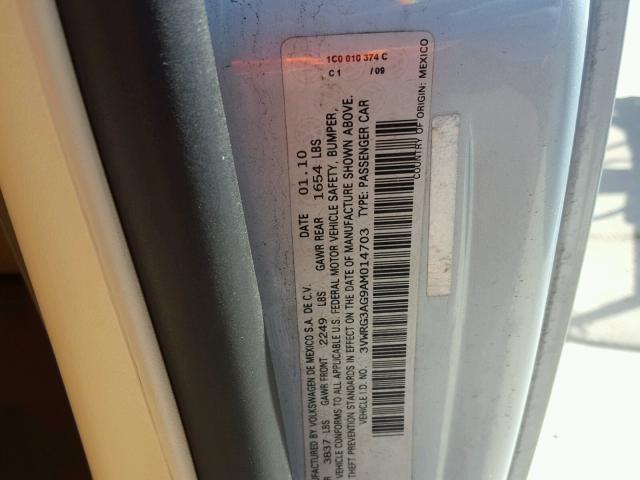 1C0 010 374 C
C 1 / 09
UFACTURED BY VOLKSWAGEN DE MEXICO S.A. DE C.V. DATE 01.10
R 3837 LBS GAWR FRONT 2249 LBS GAWR REAR 1654 LBS
VEHICLE CONFORMS TO ALL APPLICABLE U.S. FEDERAL MOTOR VEHICLE SAFETY, BUMPER,
THEFT PREVENTION STANDARDS IN EFFECT ON THE DATE OF MANUFACTURE SHOWN ABOVE.
VEHICLE I.D. NO. 3VWRG3AG9AM014703 TYPE: PASSENGER CAR
COUNTRY OF ORIGIN: MEXICO